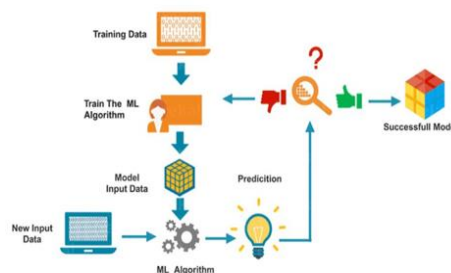 Training Data
?
Train The ML
Algorithm
Successfull Mod
Model
Input Data
Predicition
New Input
Data
ML Algorithm